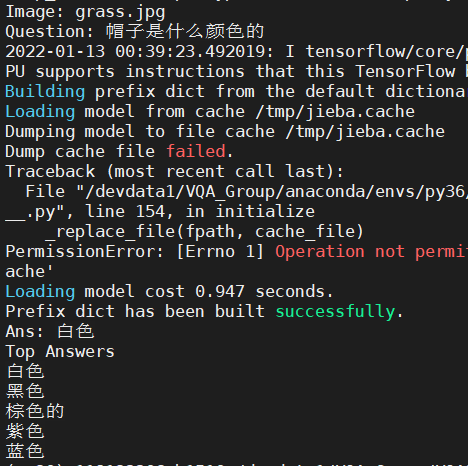 Image: grass.jpg
Question: 帽子是什么颜色的
2022-01-13 00:39:23.492019: I tensorflow/core/p
PU supports instructions that this TensorFlow
Building prefix dict from the default dictiona
Loading model from cache /tmp/jieba.cache
Dumping model to file cache /tmp/jieba.cache
Dump cache file failed.
Traceback (most recent call last):
File "/devdata1/VQA_Group/anaconda/envs/py36/
__.py", line 154, in initialize
_replace_file(fpath, cache_file)
PermissionError: [Errno 1] Operation not permi
ache'
Loading model cost 0.947 seconds.
Prefix dict has been built successfully.
Ans: 白色
Top Answers
白色
黑色
棕色的
紫色
蓝色